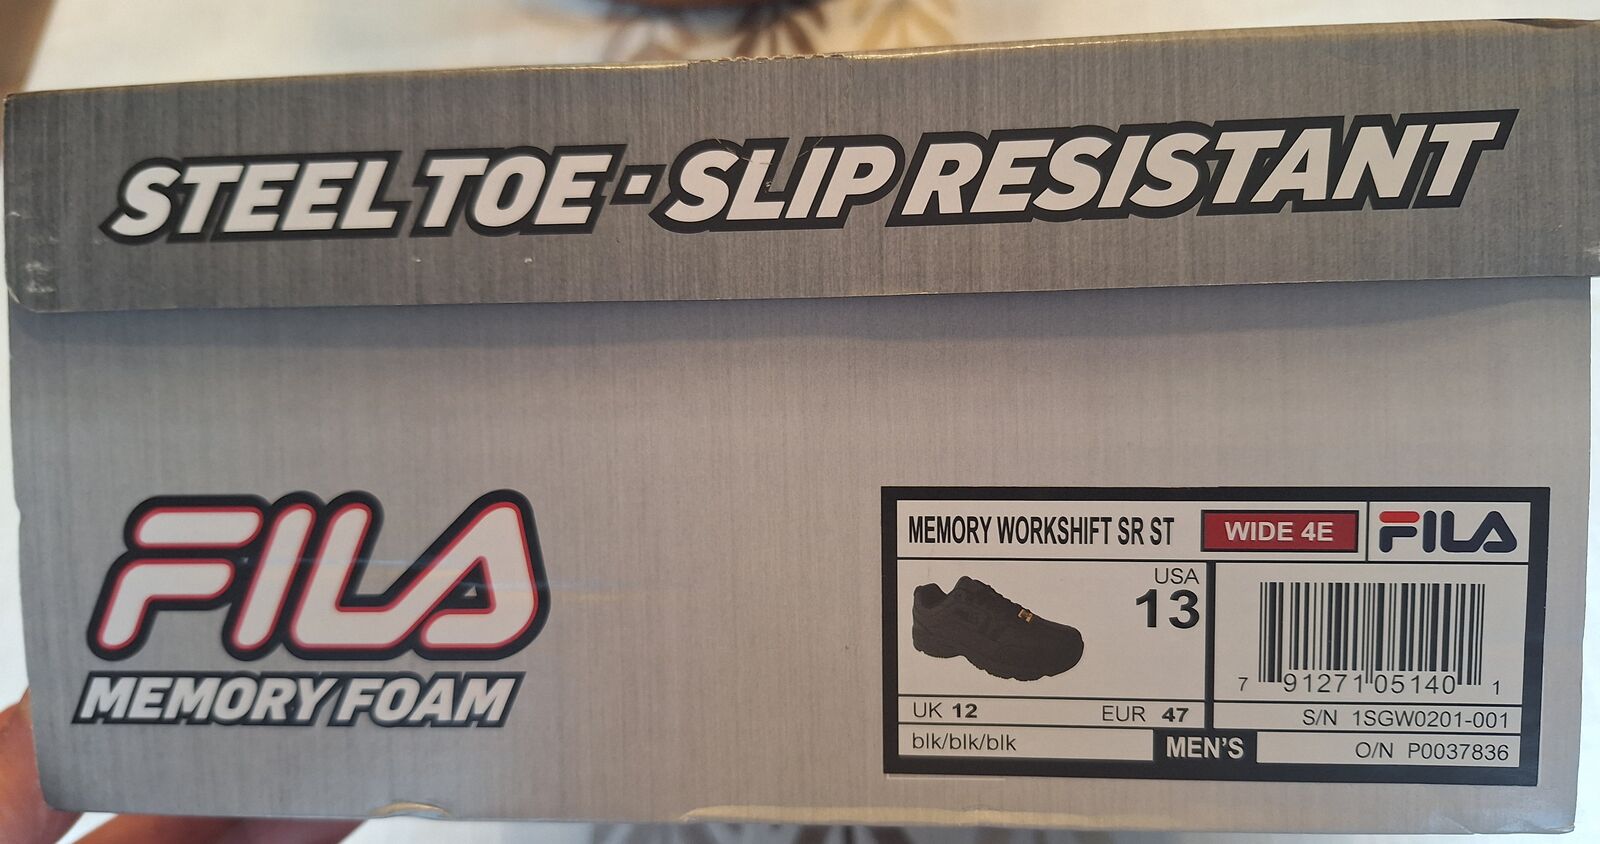 STEEL TOE · SLIP RESISTANT
FILA
MEMORY FOAM
MEMORY WORKSHIFT SR ST
WIDE 4E
FILA
USA
13
UK 12
EUR 47
blk/blk/blk
MEN'S
7 91271 05140 1
S/N 1SGW0201-001
O/N P0037836